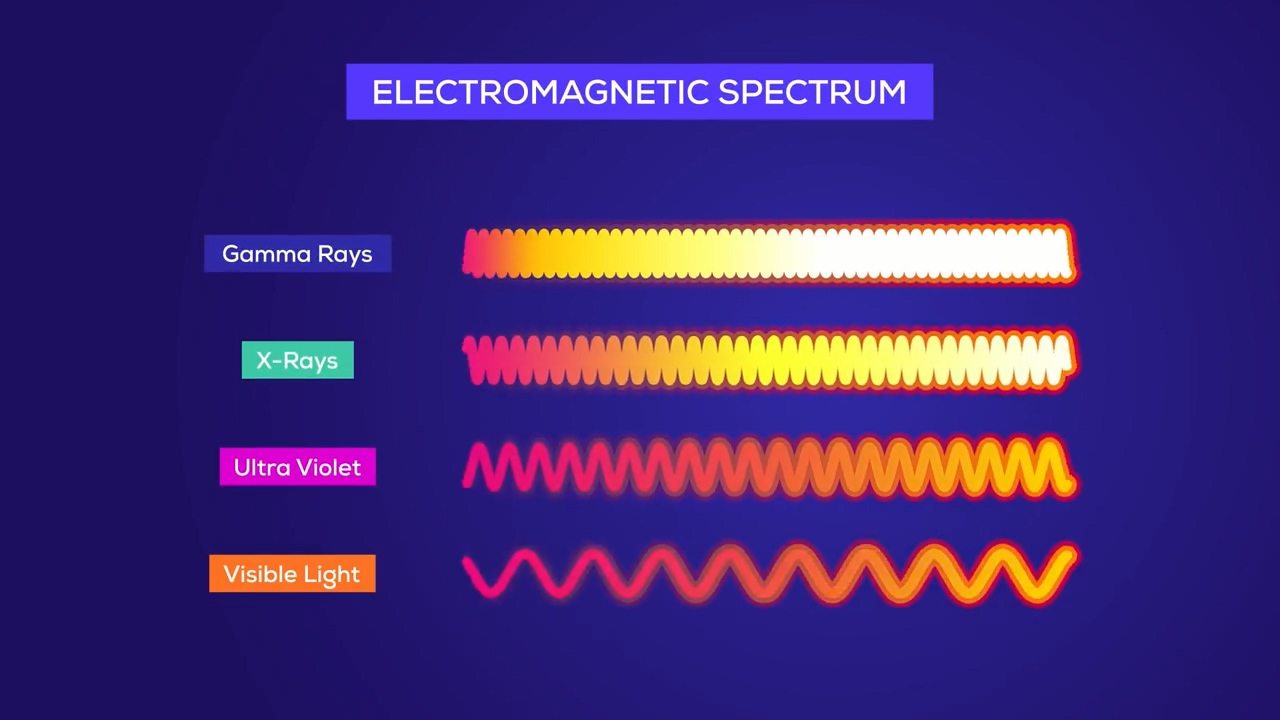 ELECTROMAGNETIC SPECTRUM
Gamma Rays
X-Rays
Ultra Violet
Visible Light